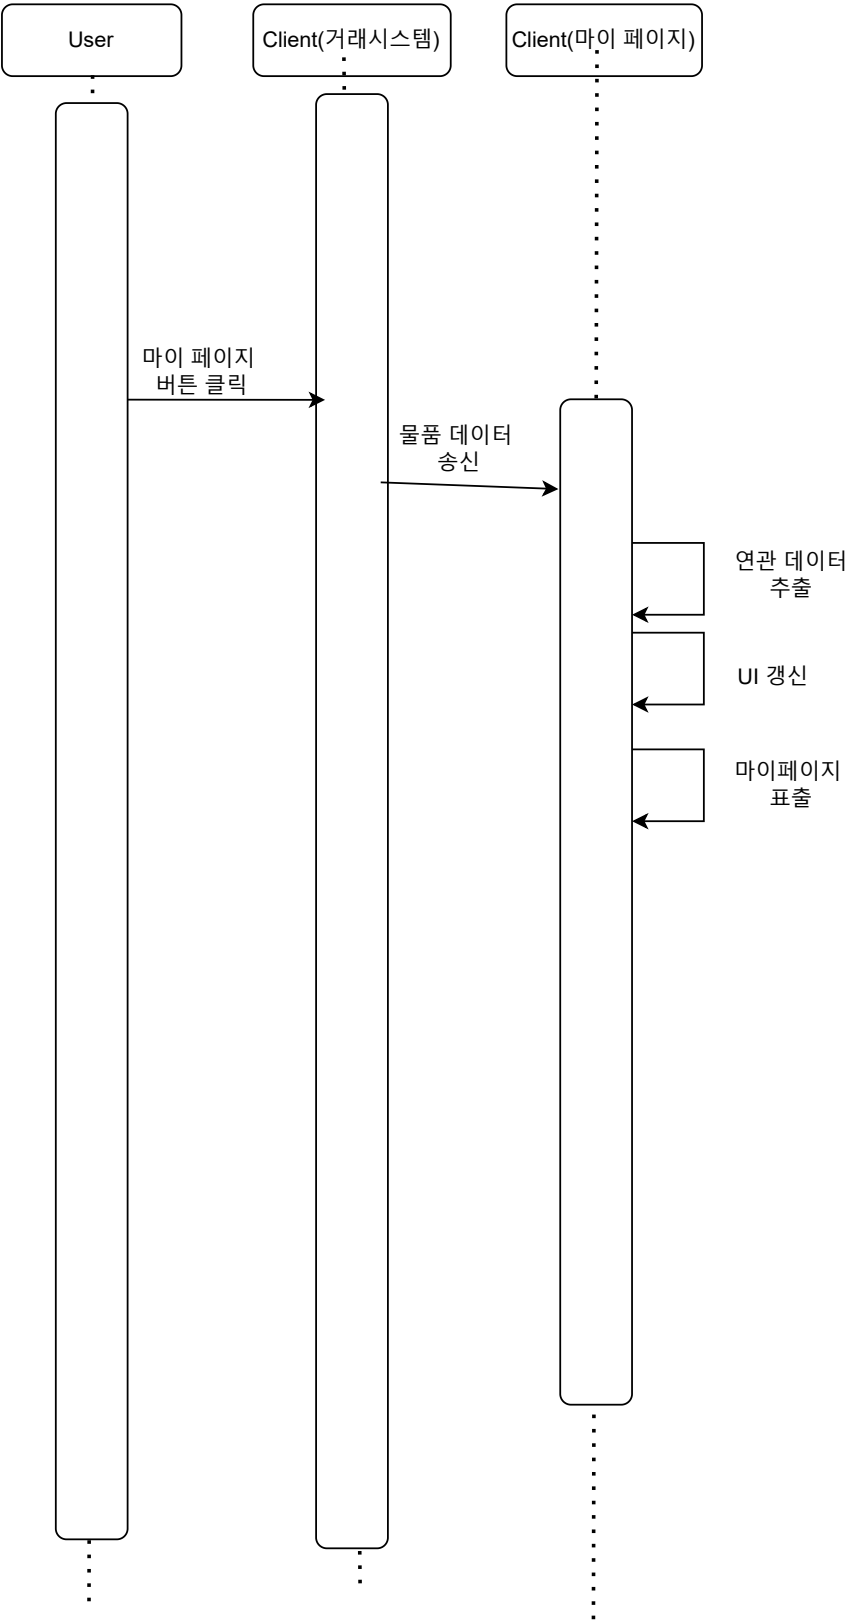 User
Client(거래시스템)
Client(마이 페이지)
마이 페이지
버튼 클릭
물품 데이터
송신
연관 데이터
추출
UI 갱신
마이페이지
표출